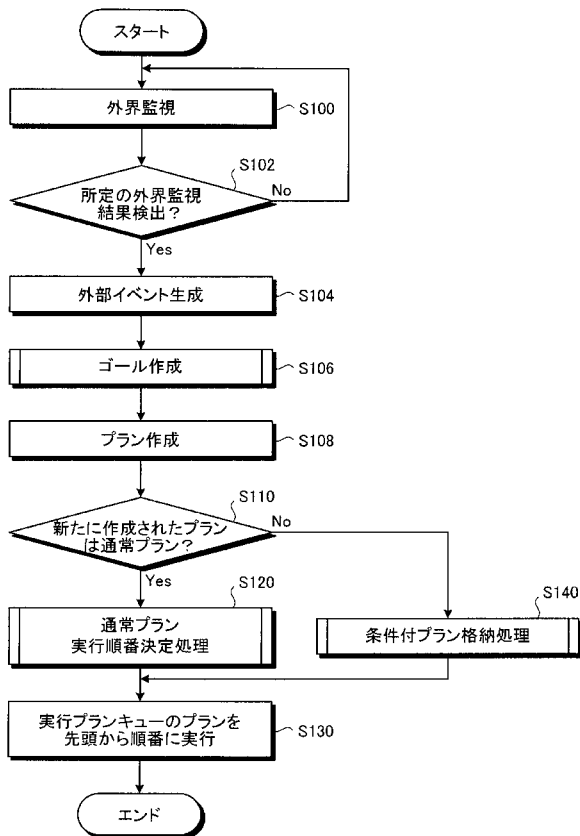 スタート
外界監視
S100
S102
所定の外界監視
結果検出?
No
Yes
外部イベント生成
S104
ゴール作成
S106
プラン作成
S108
S110
新たに作成されたプラン
は通常プラン?
No
Yes
S120
通常プラン
実行順番決定処理
S140
条件付プラン格納処理
実行プランキューのプランを
先頭から順番に実行
S130
エンド